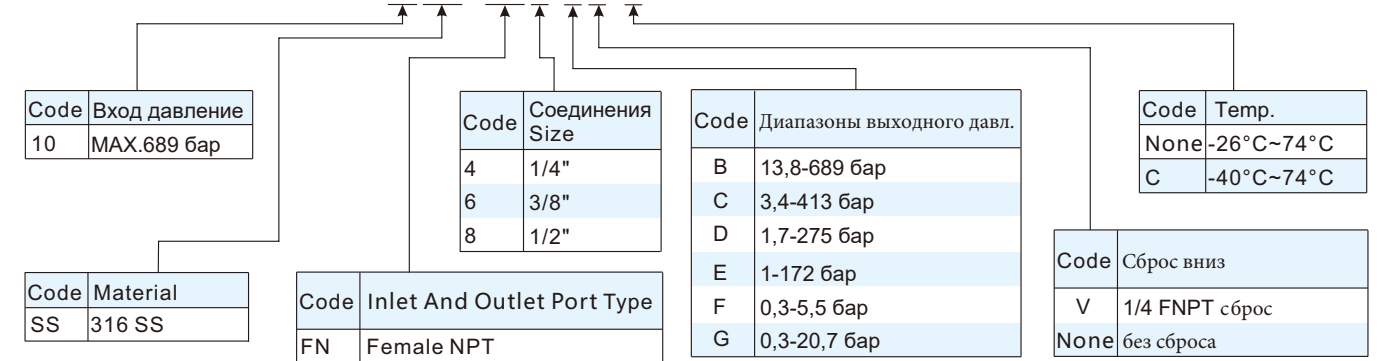 Code Вход давление
10 MAX.689 бар
Code Соединения Size
4 1/4"
6 3/8"
8 1/2"
Code Диапазоны выходного давл.
B 13,8-689 бар
C 3,4-413 бар
D 1,7-275 бар
E 1-172 бар
F 0,3-5,5 бар
G 0,3-20,7 бар
Code Temp.
None -26°C~74°C
C -40°C~74°C
Code Material
SS 316 SS
Code Inlet And Outlet Port Type
FN Female NPT
Code Сброс вниз
V 1/4 FNPT сброс
None без сброса